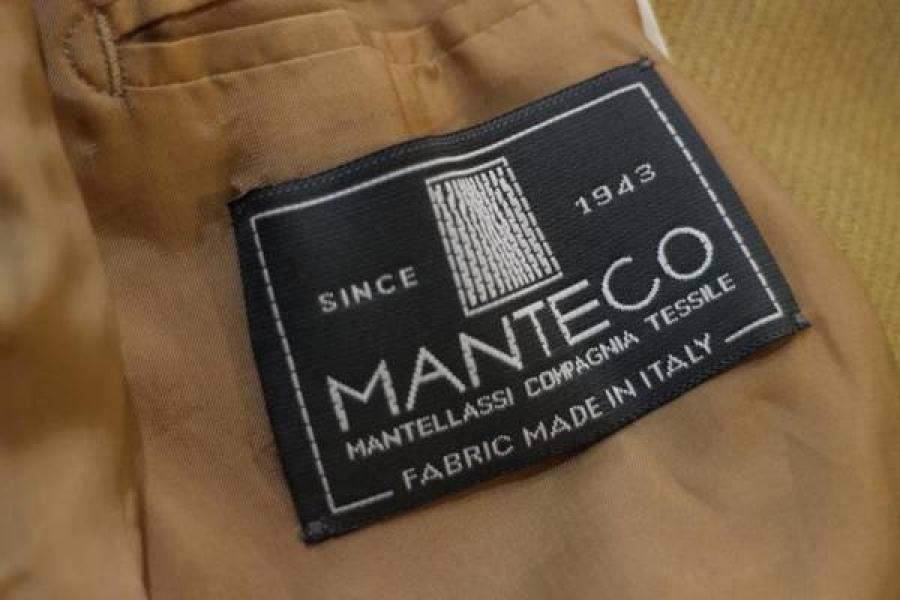 SINCE 1943
MANTECO
MANTELLASSI COMPAGNIA TESSILE
FABRIC MADE IN ITALY